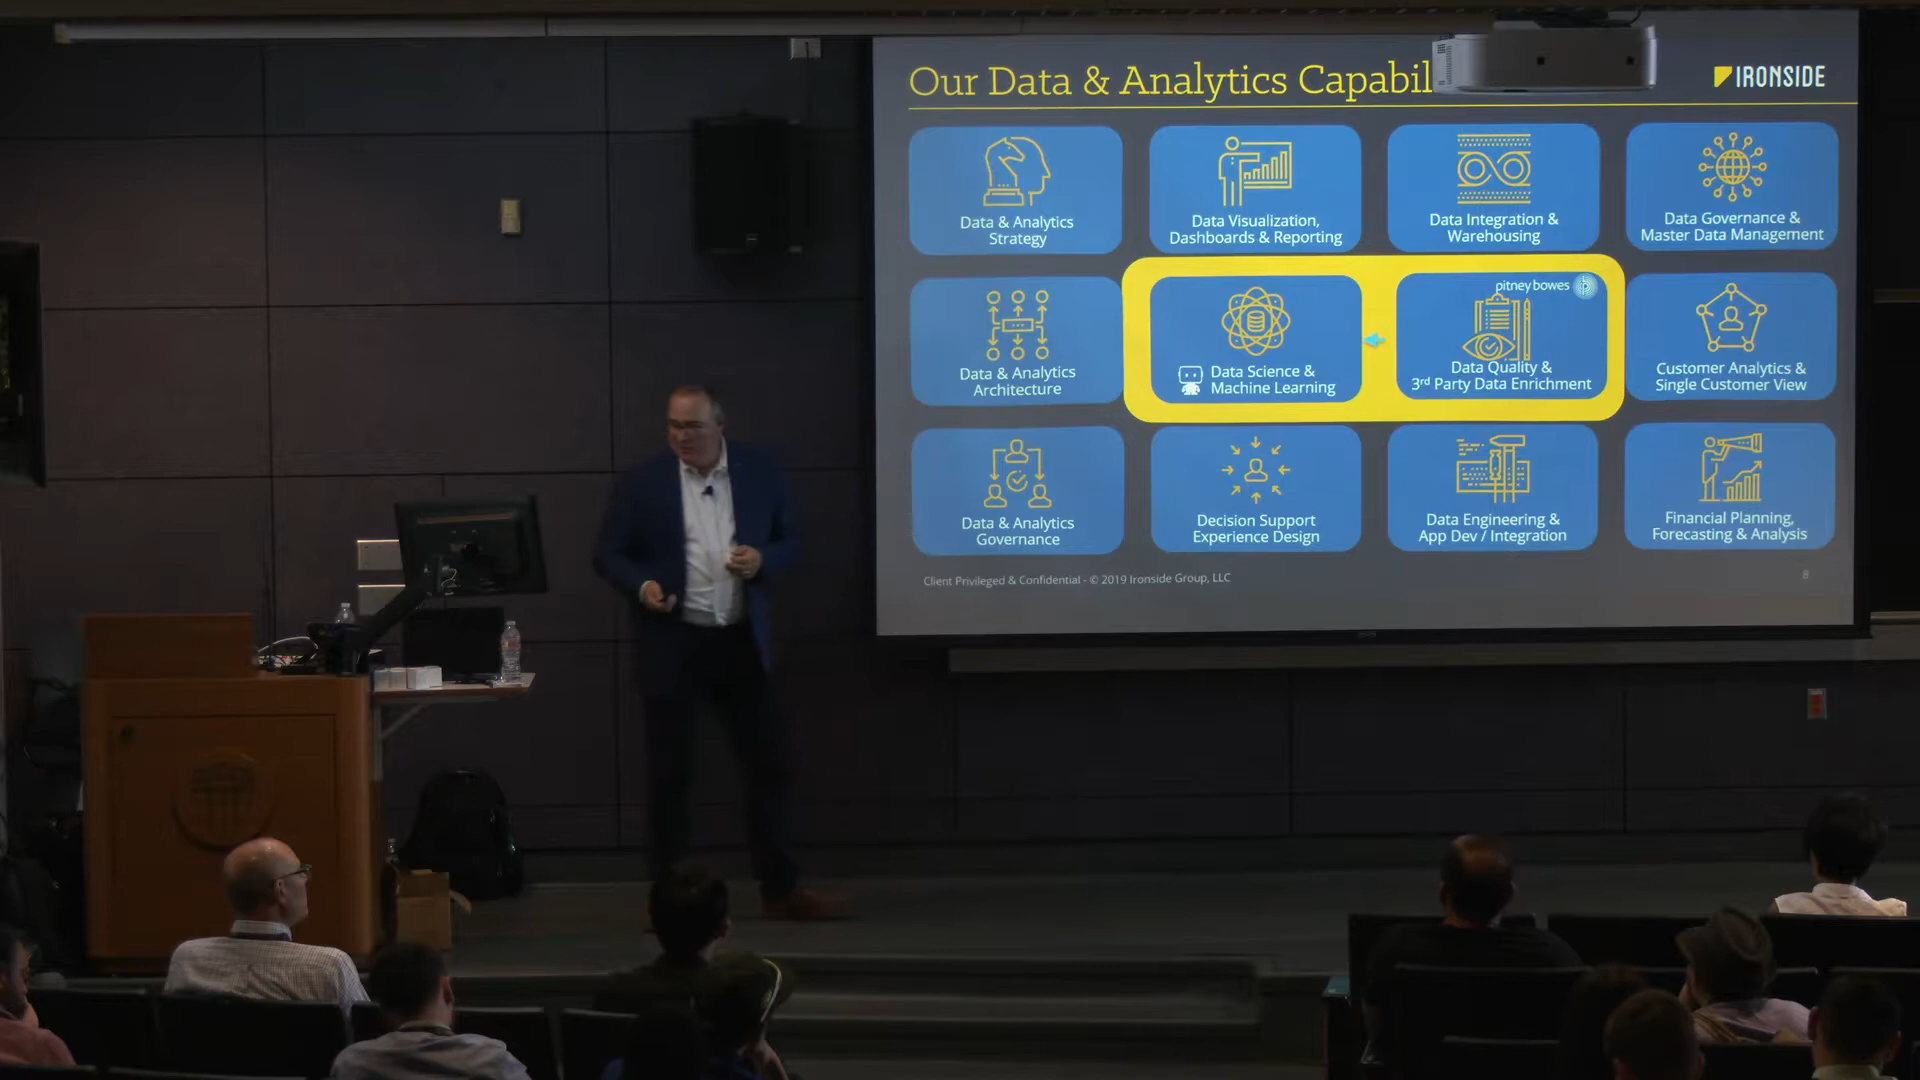 Our Data & Analytics Capabil
IRONSIDE
Data & Analytics
Strategy
Data Visualization,
Dashboards & Reporting
Data Integration &
Warehousing
Data Governance &
Master Data Management
Data & Analytics
Architecture
Data Science &
Machine Learning
pitney bowes
Data Quality &
3rd Party Data Enrichment
Customer Analytics &
Single Customer View
Data & Analytics
Governance
Decision Support
Experience Design
Data Engineering &
App Dev / Integration
Financial Planning,
Forecasting & Analysis
Client Privileged & Confidential - © 2019 Ironside Group, LLC
8